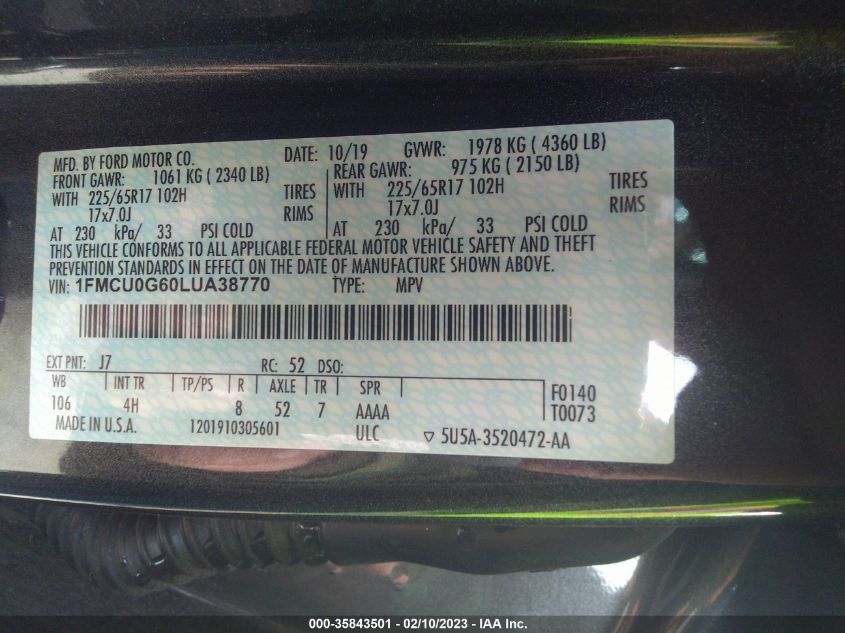 MFD. BY FORD MOTOR CO. DATE: 10/19 GVWR: 1978 KG ( 4360 LB)
FRONT GAWR: 1061 KG ( 2340 LB) REAR GAWR: 975 KG ( 2150 LB)
WITH 225/65R17 102H TIRES WITH 225/65R17 102H TIRES
17x7.0J RIMS 17x7.0J RIMS
AT 230 kPa/ 33 PSI COLD AT 230 kPa/ 33 PSI COLD
THIS VEHICLE CONFORMS TO ALL APPLICABLE FEDERAL MOTOR VEHICLE SAFETY AND THEFT
PREVENTION STANDARDS IN EFFECT ON THE DATE OF MANUFACTURE SHOWN ABOVE.
VIN: 1FMCU0G60LUA38770 TYPE: MPV
EXT PNT: J7 RC: 52 DSO:
WB INT TR TP/PS R AXLE TR SPR F0140
106 4H 8 52 7 AAAA T0073
MADE IN U.S.A. 1201910305601 ULC ▽ 5U5A-3520472-AA
000-35843501 - 02/10/2023 - IAA Inc.